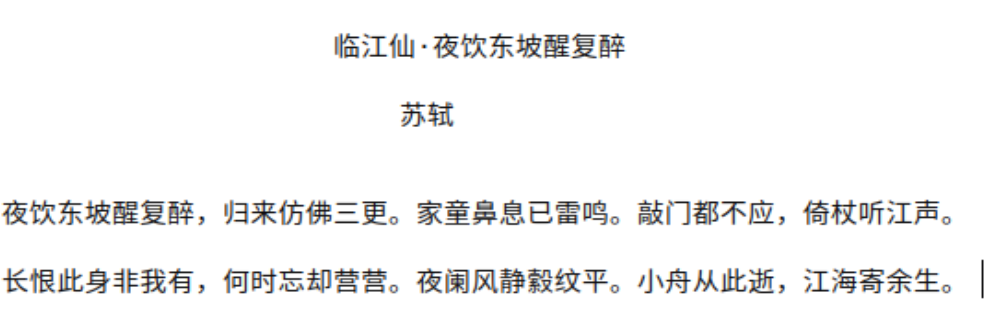 临江仙·夜饮东坡醒复醉
苏轼
夜饮东坡醒复醉，归来仿佛三更。家童鼻息已雷鸣。敲门都不应，倚杖听江声。
长恨此身非我有，何时忘却营营。夜阑风静縠纹平。小舟从此逝，江海寄余生。